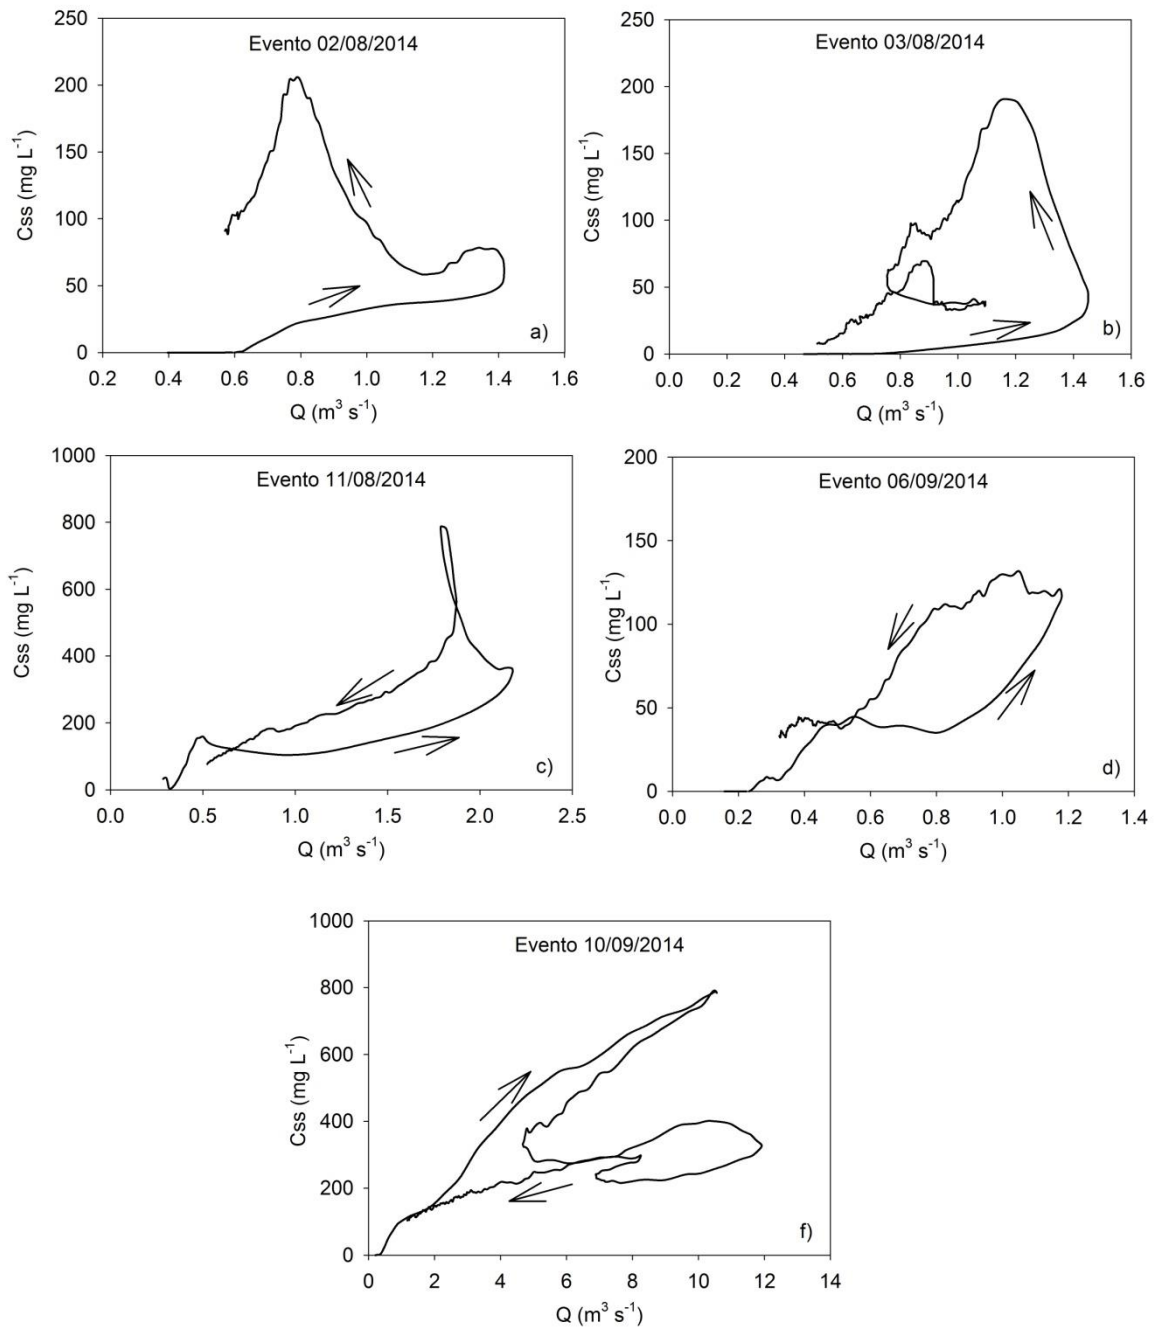 Evento 02/08/2014
Css (mg L⁻¹)
250
200
150
100
50
0
a)
0.2 0.4 0.6 0.8 1.0 1.2 1.4 1.6
Q (m³ s⁻¹)
Evento 03/08/2014
Css (mg L⁻¹)
250
200
150
100
50
0
b)
0.0 0.2 0.4 0.6 0.8 1.0 1.2 1.4 1.6
Q (m³ s⁻¹)
Evento 11/08/2014
Css (mg L⁻¹)
1000
800
600
400
200
0
c)
0.0 0.5 1.0 1.5 2.0 2.5
Q (m³ s⁻¹)
Evento 06/09/2014
Css (mg L⁻¹)
200
150
100
50
0
d)
0.0 0.2 0.4 0.6 0.8 1.0 1.2 1.4
Q (m³ s⁻¹)
Evento 10/09/2014
Css (mg L⁻¹)
1000
800
600
400
200
0
f)
0 2 4 6 8 10 12 14
Q (m³ s⁻¹)